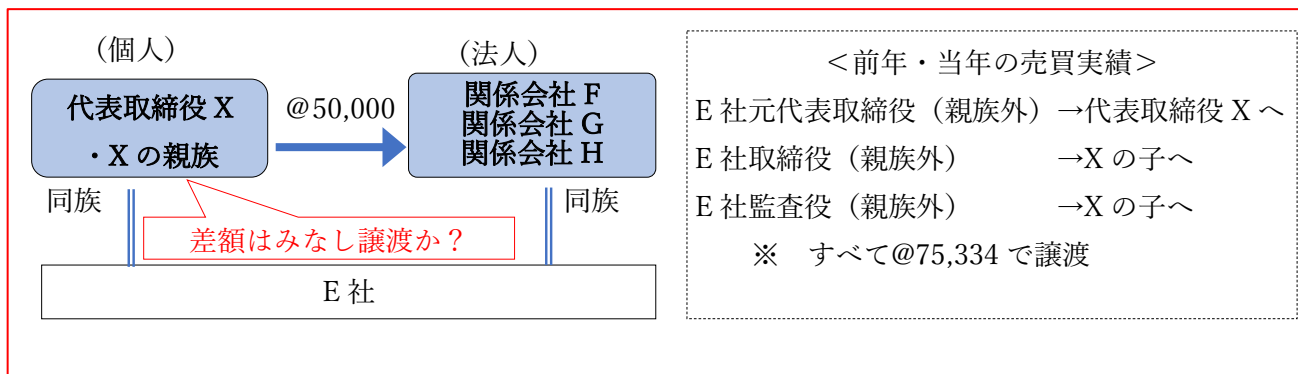 (個人)
代表取締役 X
・X の親族
@50,000
(法人)
関係会社 F
関係会社 G
関係会社 H
同族
同族
差額はみなし譲渡か?
E 社
<前年・当年の売買実績>
E 社元代表取締役(親族外)→代表取締役 X へ
E 社取締役(親族外) →X の子へ
E 社監査役(親族外) →X の子へ
※ すべて@75,334 で譲渡